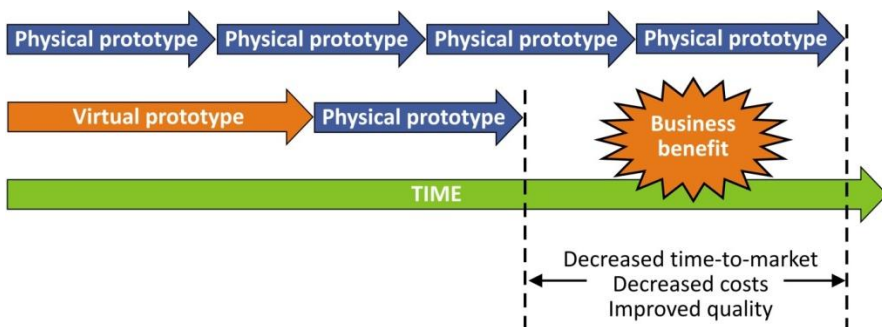 Physical prototype Physical prototype Physical prototype Physical prototype
Virtual prototype Physical prototype
Business
benefit
TIME
Decreased time-to-market
Decreased costs
Improved quality